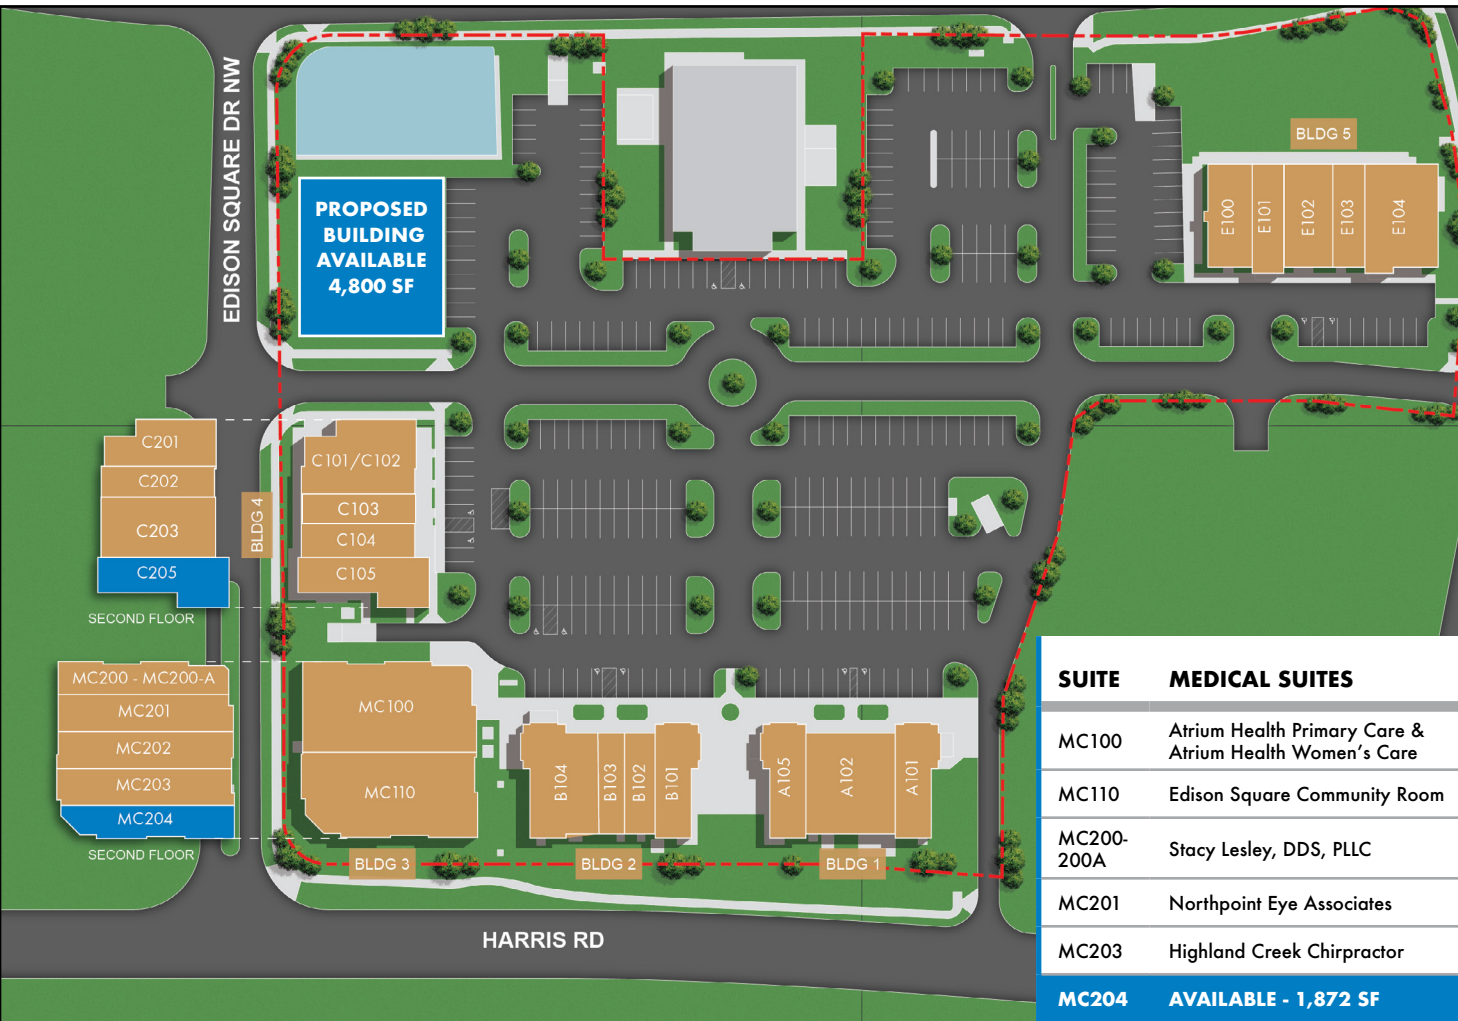 EDISON SQUARE DR NW
PROPOSED
BUILDING
AVAILABLE
4,800 SF
BLDG 5
E100
E101
E102
E103
E104
C201
C202
C203
C205
SECOND FLOOR
BLDG 4
C101/C102
C103
C104
C105
MC200 - MC200-A
MC201
MC202
MC203
MC204
SECOND FLOOR
MC100
MC110
B104
B103
B102
B101
A105
A102
A101
BLDG 3
BLDG 2
BLDG 1
HARRIS RD
SUITE MEDICAL SUITES
MC100 Atrium Health Primary Care &
Atrium Health Women's Care
MC110 Edison Square Community Room
MC200-
200A Stacy Lesley, DDS, PLLC
MC201 Northpoint Eye Associates
MC203 Highland Creek Chirpractor
MC204 AVAILABLE - 1,872 SF